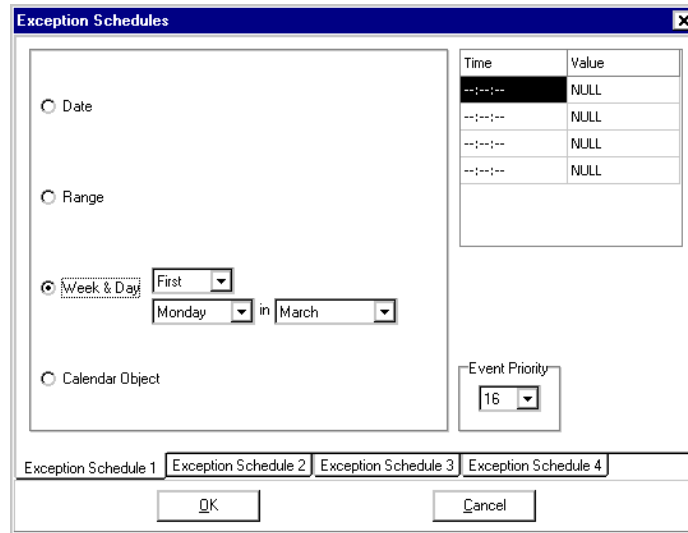 Exception Schedules
Date
Range
Week & Day
First
Monday
in
March
Calendar Object
Time Value
--:--:-- NULL
--:--:-- NULL
--:--:-- NULL
--:--:-- NULL
Event Priority
16
Exception Schedule 1 Exception Schedule 2 Exception Schedule 3 Exception Schedule 4
OK Cancel